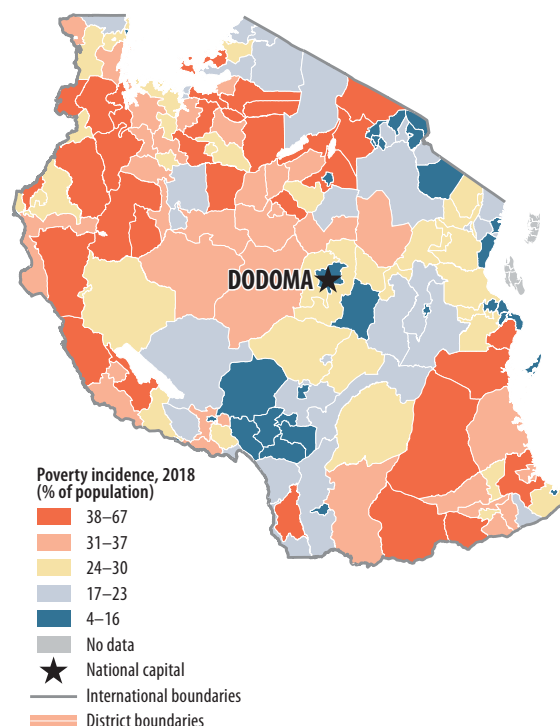 DODOMA
Poverty incidence, 2018
(% of population)
38–67
31–37
24–30
17–23
4–16
No data
National capital
International boundaries
District boundaries